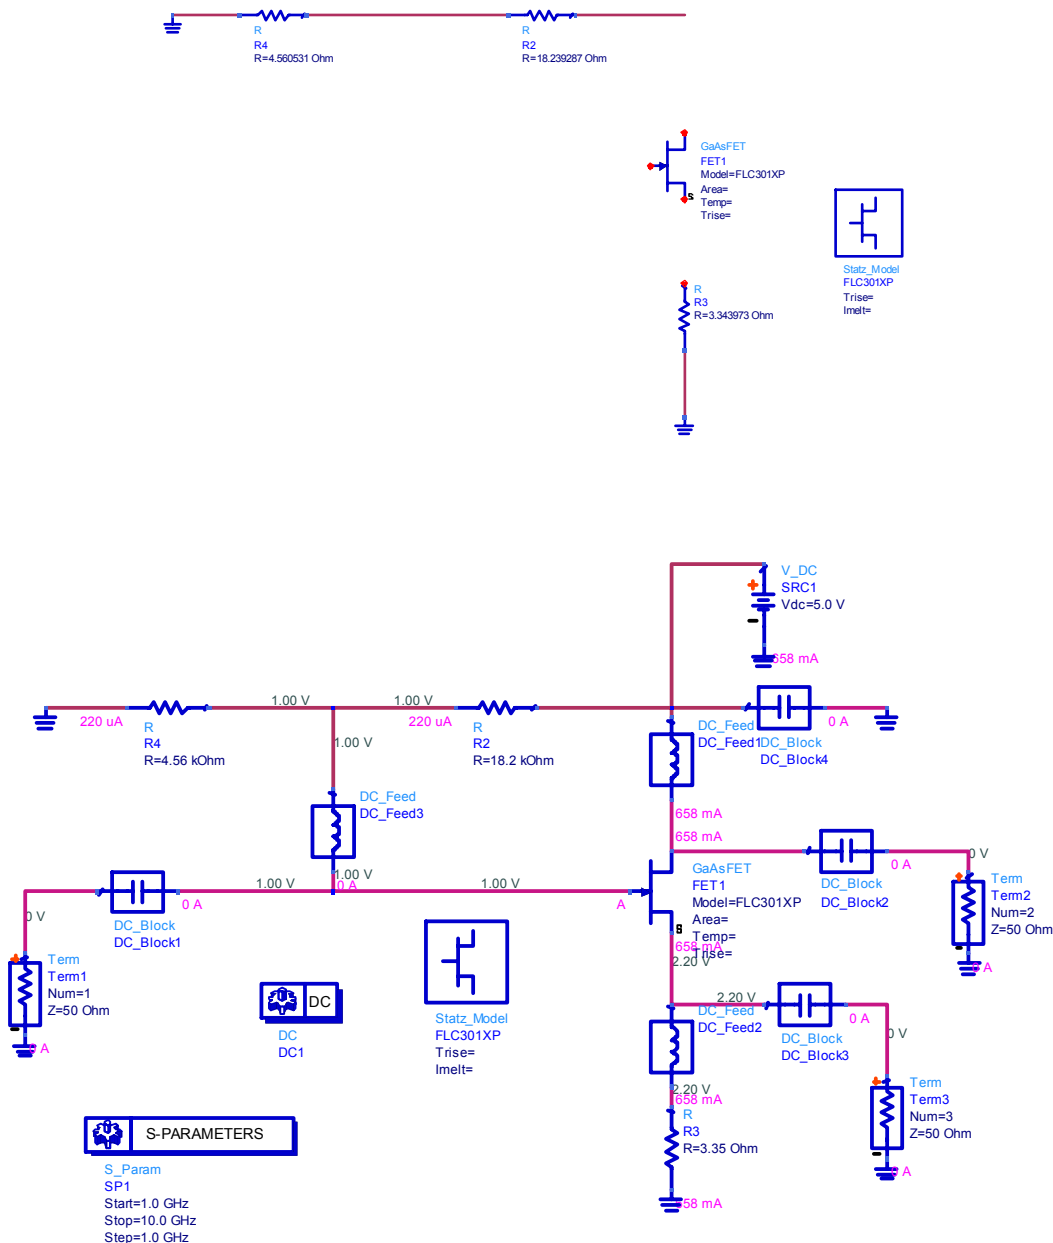 R
R4
R=4.560531 Ohm
R
R2
R=18.239287 Ohm
GaAsFET
FET1
Model=FLC301XP
Area=
Temp=
Trise=
S
Statz_Model
FLC301XP
Trise=
Imelt=
R
R3
R=3.343973 Ohm
V_DC
SRC1
Vdc=5.0 V
658 mA
1.00 V
1.00 V
220 uA
220 uA
0 A
R
R4
R=4.56 kOhm
R
R2
R=18.2 kOhm
1.00 V
DC_Feed
DC_Feed1
DC_Block
DC_Block4
DC_Feed
DC_Feed3
658 mA
658 mA
0 V
0 A
1.00 V
0 A
1.00 V
1.00 V
0 A
A
GaAsFET
FET1
Model=FLC301XP
Area=
Temp=
Trise=
DC_Block
DC_Block2
Term
Term2
Num=2
Z=50 Ohm
0 A
0 V
DC_Block
DC_Block1
S
658 mA
2.20 V
Term
Term1
Num=1
Z=50 Ohm
0 A
DC
DC
DC1
Statz_Model
FLC301XP
Trise=
Imelt=
2.20 V
DC_Feed
DC_Feed2
0 A
0 V
DC_Block
DC_Block3
2.20 V
658 mA
R
R3
R=3.35 Ohm
658 mA
Term
Term3
Num=3
Z=50 Ohm
0 A
S-PARAMETERS
S_Param
SP1
Start=1.0 GHz
Stop=10.0 GHz
Step=1.0 GHz